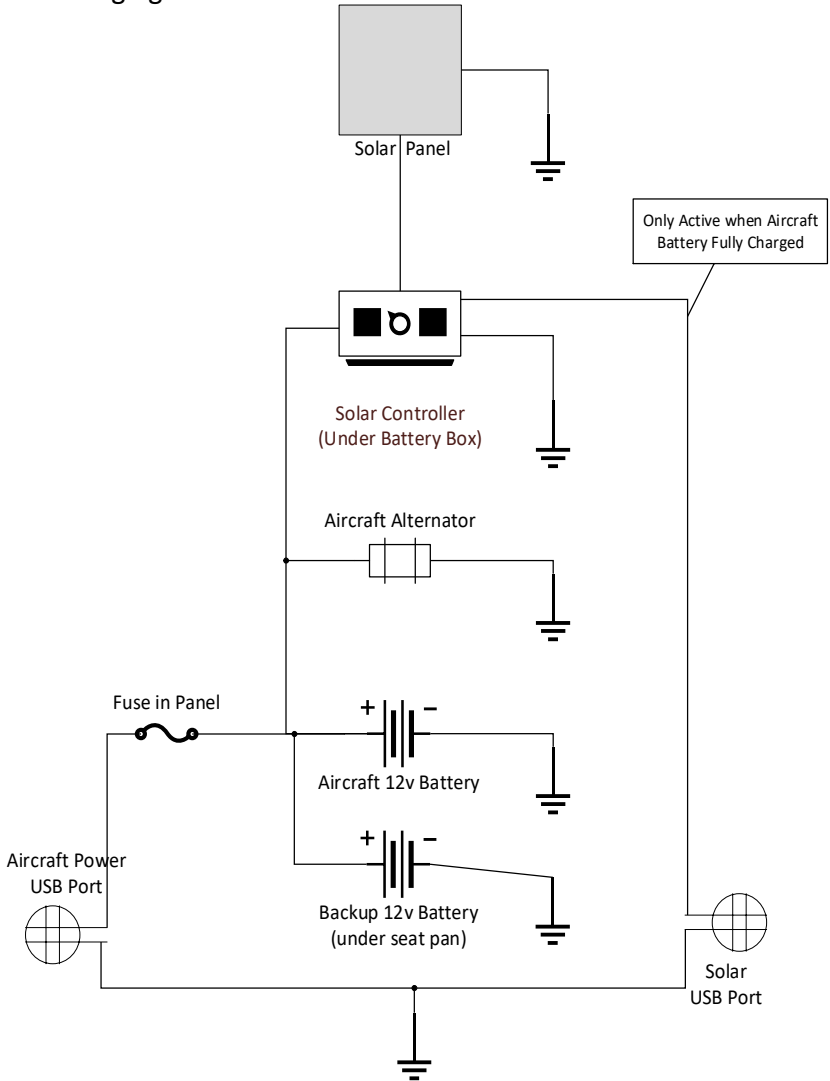 Solar Panel
Only Active when Aircraft
Battery Fully Charged
Solar Controller
(Under Battery Box)
Aircraft Alternator
Fuse in Panel
+ −
Aircraft 12v Battery
+ −
Aircraft Power
USB Port
Backup 12v Battery
(under seat pan)
Solar
USB Port